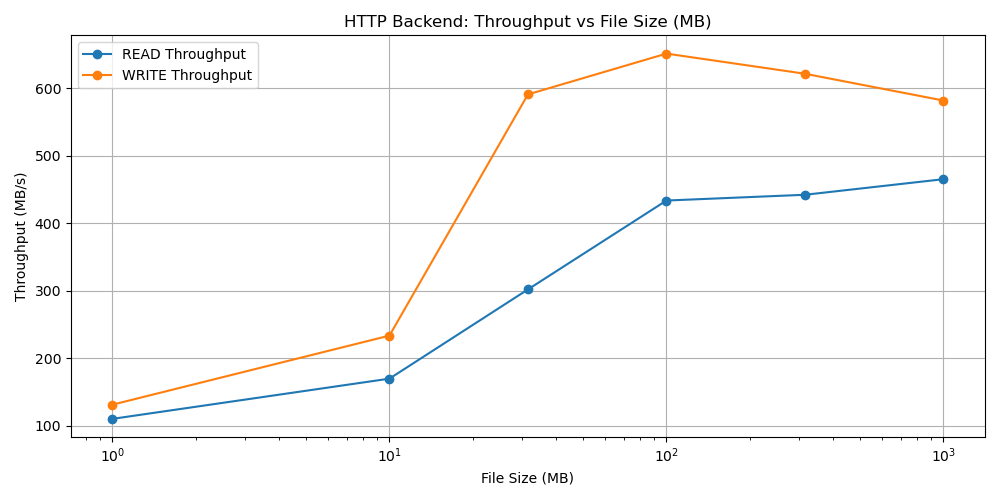 HTTP Backend: Throughput vs File Size (MB)
READ Throughput
WRITE Throughput
Throughput (MB/s)
600
500
400
300
200
100
10⁰
10¹
10²
10³
File Size (MB)